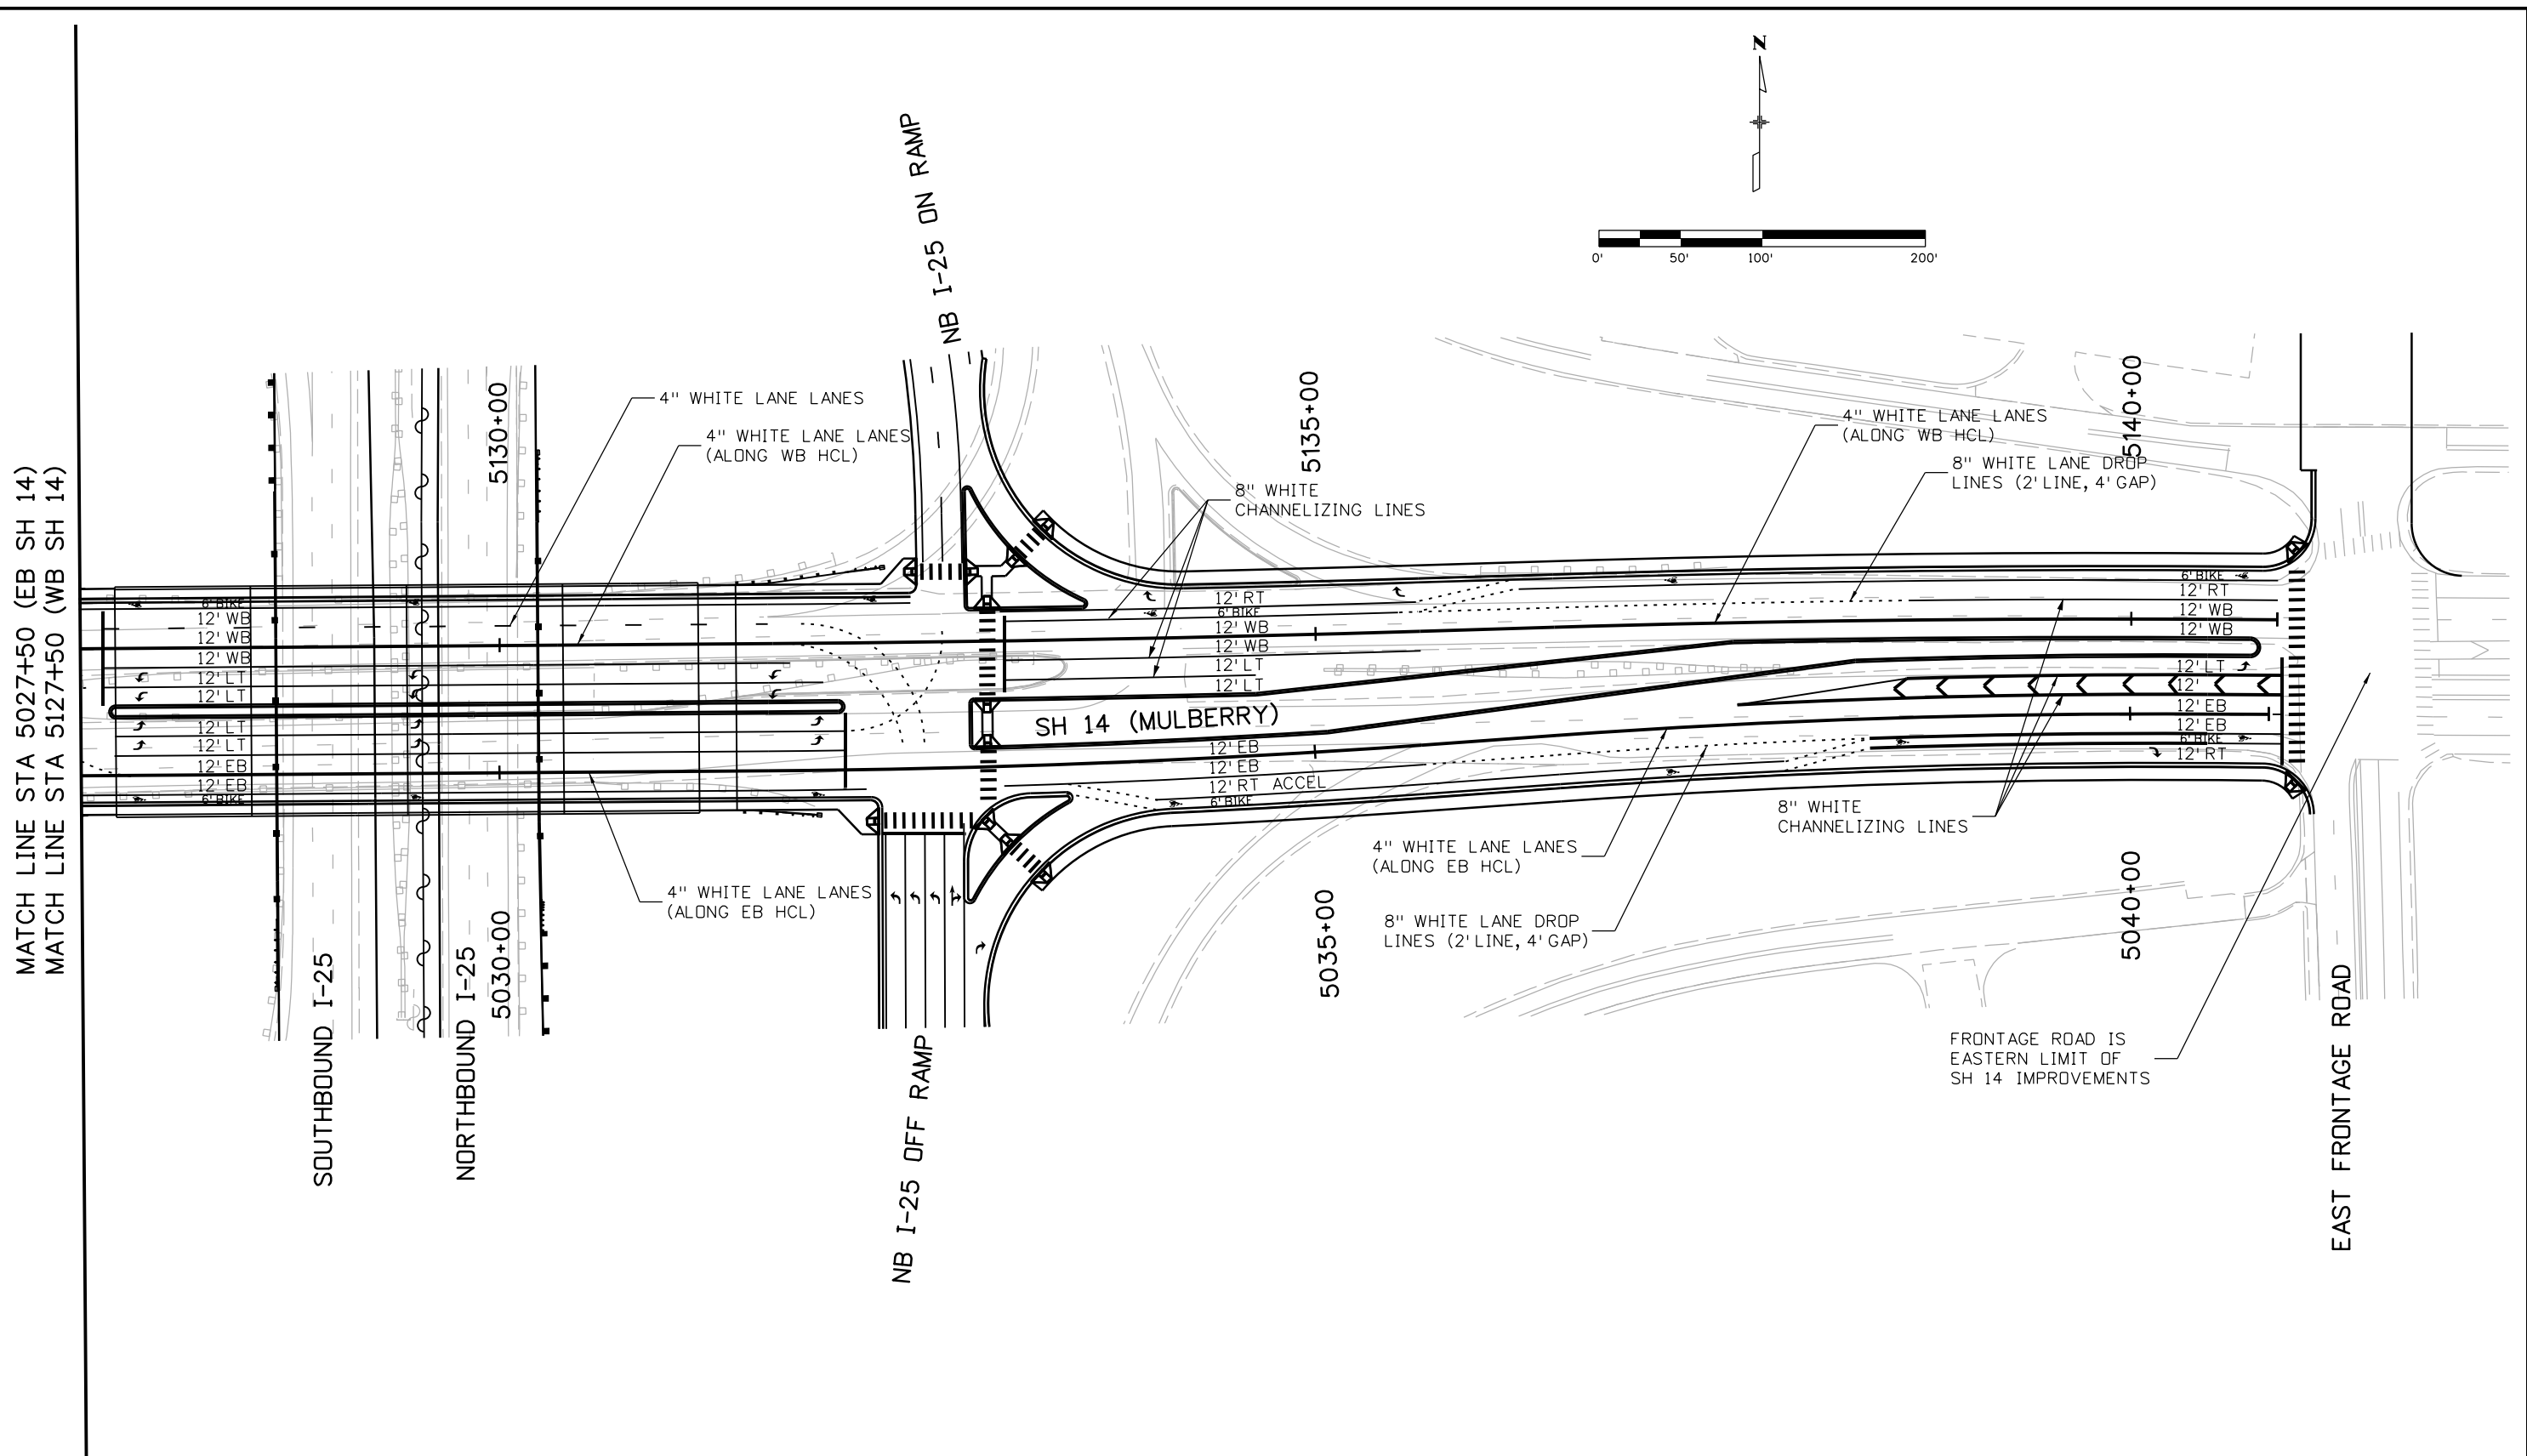 MATCH LINE STA 5027+50 (EB SH 14)
MATCH LINE STA 5127+50 (WB SH 14)
N
0' 50' 100' 200'
NB I-25 ON RAMP
5130+00
5135+00
5140+00
4" WHITE LANE LANES
4" WHITE LANE LANES
(ALONG WB HCL)
8" WHITE
CHANNELIZING LINES
4" WHITE LANE LANES
(ALONG WB HCL)
8" WHITE LANE DROP
LINES (2' LINE, 4' GAP)
6' BIKE
12' WB
12' WB
12' WB
12' LT
12' LT
12' LT
12' LT
12' EB
12' EB
6' BIKE
12' RT
6' BIKE
12' WB
12' WB
12' LT
12' LT
SH 14 (MULBERRY)
12' EB
12' EB
12' RT ACCEL
6' BIKE
6' BIKE
12' RT
12' WB
12' WB
12' LT
12'
12' EB
12' EB
6' BIKE
12' RT
8" WHITE
CHANNELIZING LINES
4" WHITE LANE LANES
(ALONG EB HCL)
4" WHITE LANE LANES
(ALONG EB HCL)
8" WHITE LANE DROP
LINES (2' LINE, 4' GAP)
5030+00
5035+00
5040+00
SOUTHBOUND I-25
NORTHBOUND I-25
NB I-25 OFF RAMP
FRONTAGE ROAD IS
EASTERN LIMIT OF
SH 14 IMPROVEMENTS
EAST FRONTAGE ROAD